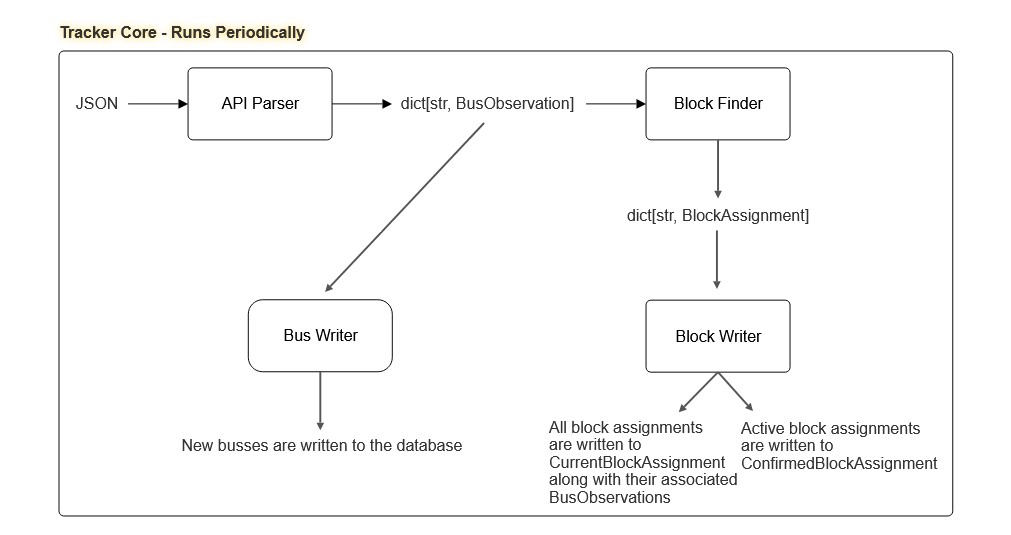 Tracker Core - Runs Periodically
JSON
API Parser
dict[str, BusObservation]
Block Finder
dict[str, BlockAssignment]
Bus Writer
Block Writer
New busses are written to the database
All block assignments
are written to
CurrentBlockAssignment
along with their associated
BusObservations
Active block assignments
are written to
ConfirmedBlockAssignment